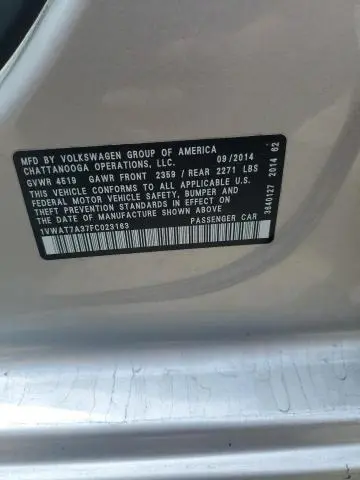 MFD BY VOLKSWAGEN GROUP OF AMERICA
CHATTANOOGA OPERATIONS, LLC. 09/2014
GVWR 4519 GAWR FRONT 2359 / REAR 2271 LBS
THIS VEHICLE CONFORMS TO ALL APPLICABLE U.S.
FEDERAL MOTOR VEHICLE SAFETY, BUMPER AND
THEFT PREVENTION STANDARDS IN EFFECT ON
THE DATE OF MANUFACTURE SHOWN ABOVE.
1VWAT7A37FC023163 PASSENGER CAR
3640127 2014 62